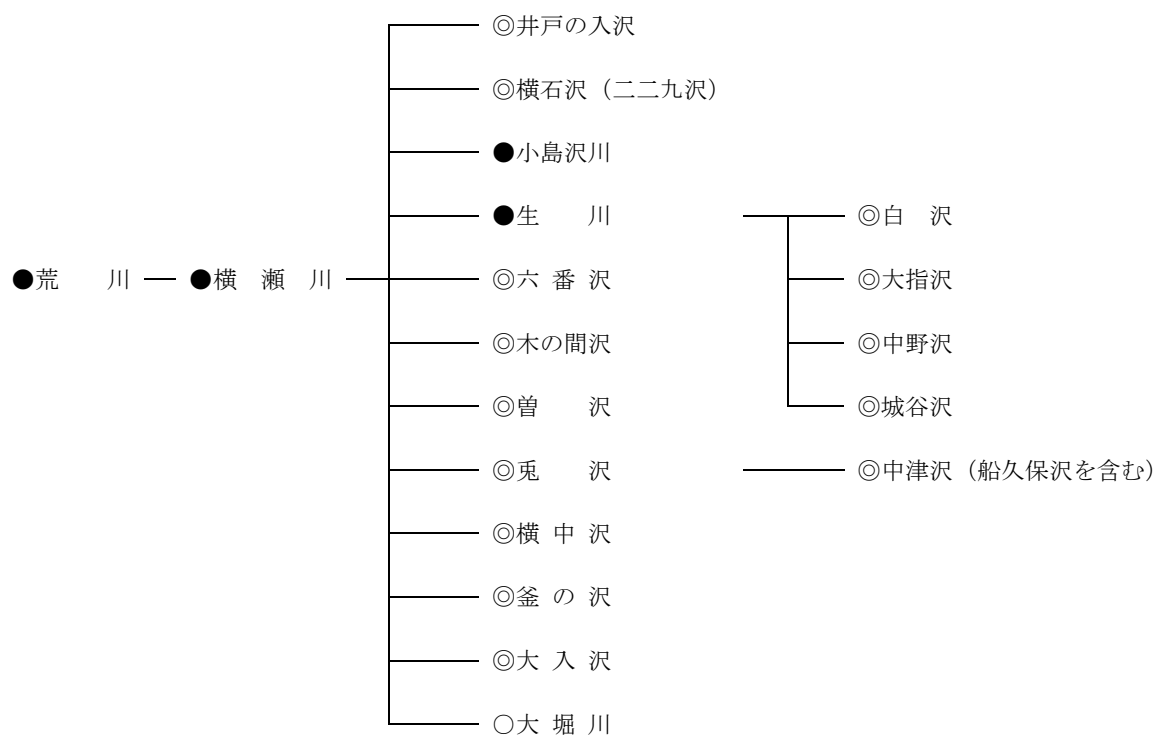 ◎井戸の入沢
◎横石沢（二二九沢）
●小島沢川
●生　　川 ◎白　沢
●荒　　川 ●横　瀬　川 ◎六 番 沢 ◎大指沢
◎木の間沢 ◎中野沢
◎曽　　沢 ◎城谷沢
◎兎　　沢 ◎中津沢（船久保沢を含む）
◎横 中 沢
◎釜 の 沢
◎大 入 沢
○大 堀 川